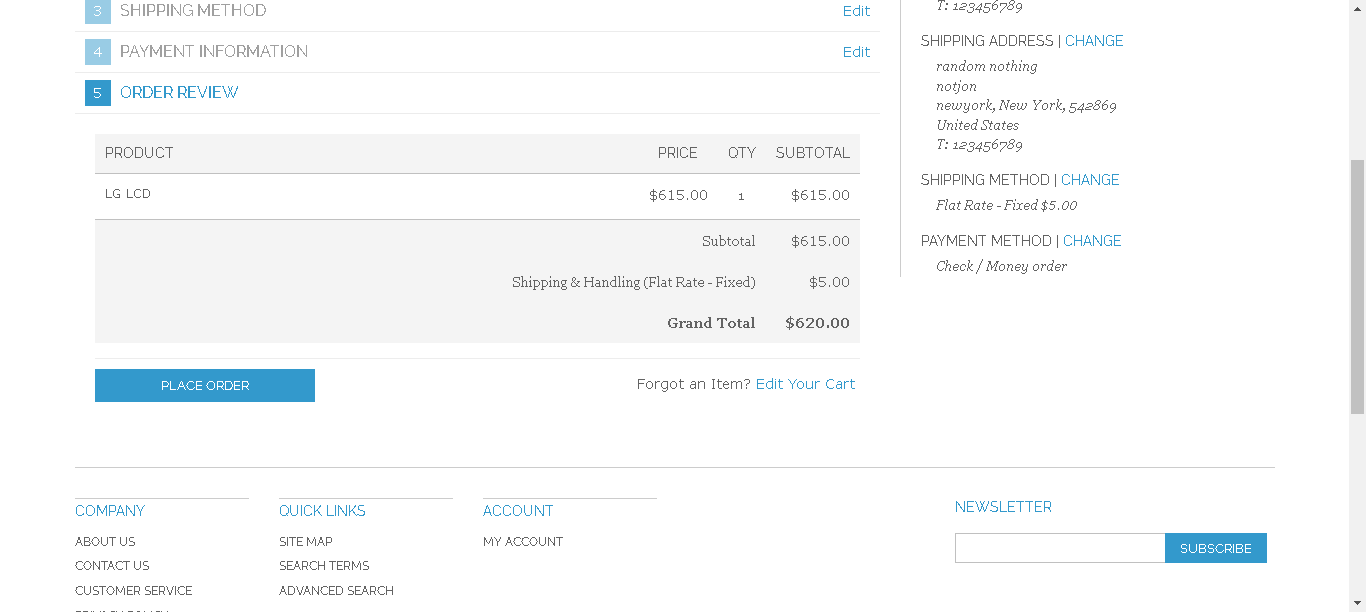 3 SHIPPING METHOD Edit
4 PAYMENT INFORMATION Edit
5 ORDER REVIEW
PRODUCT PRICE QTY SUBTOTAL
LG LCD $615.00 1 $615.00
Subtotal $615.00
Shipping & Handling (Flat Rate - Fixed) $5.00
Grand Total $620.00
PLACE ORDER Forgot an Item? Edit Your Cart
T: 123456789
SHIPPING ADDRESS | CHANGE
random nothing
notjon
newyork, New York, 542869
United States
T: 123456789
SHIPPING METHOD | CHANGE
Flat Rate - Fixed $5.00
PAYMENT METHOD | CHANGE
Check / Money order
COMPANY
ABOUT US
CONTACT US
CUSTOMER SERVICE
PRIVACY POLICY
QUICK LINKS
SITE MAP
SEARCH TERMS
ADVANCED SEARCH
ACCOUNT
MY ACCOUNT
NEWSLETTER
SUBSCRIBE